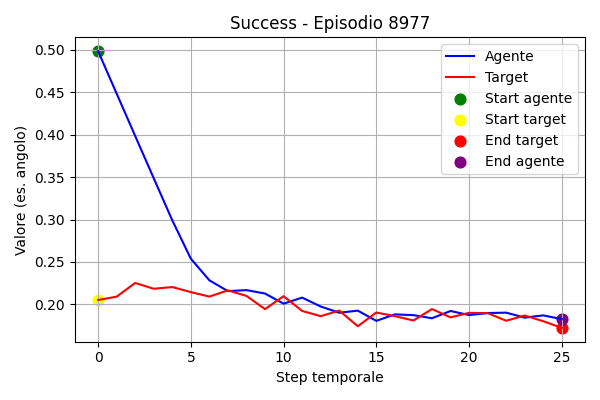 Success - Episodio 8977
Valore (es. angolo)
0.50
0.45
0.40
0.35
0.30
0.25
0.20
Agente
Target
Start agente
Start target
End target
End agente
0 5 10 15 20 25
Step temporale